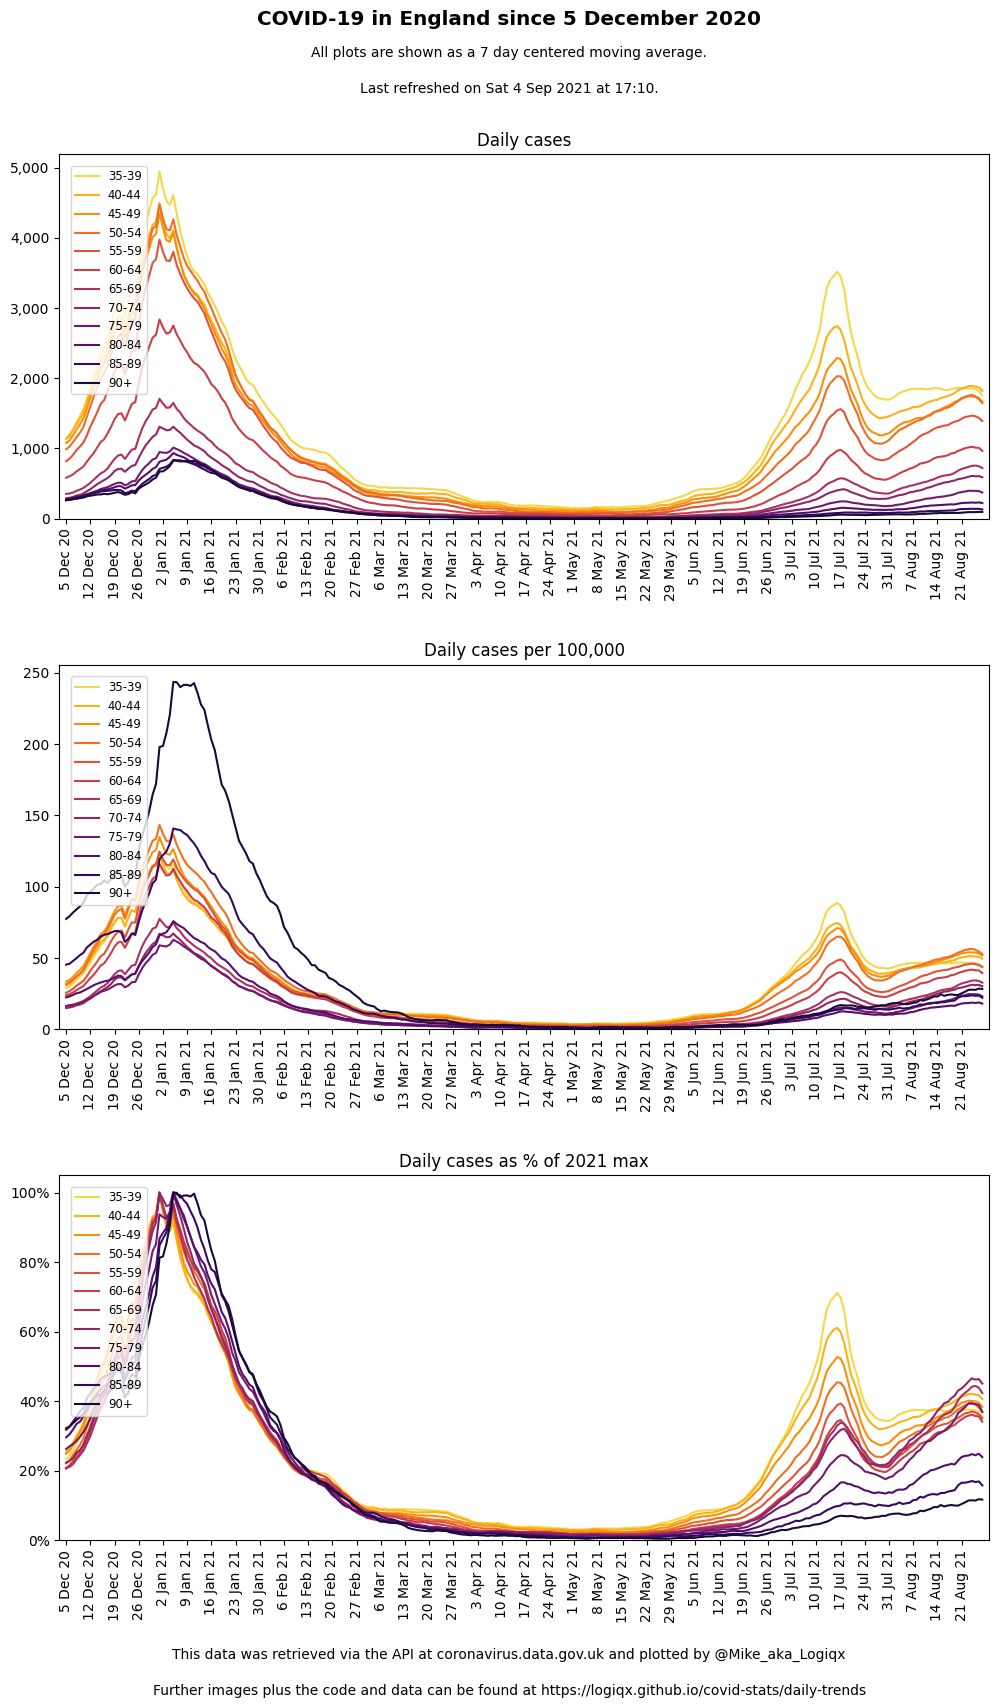 COVID-19 in England since 5 December 2020
All plots are shown as a 7 day centered moving average.
Last refreshed on Sat 4 Sep 2021 at 17:10.
Daily cases
5,000
4,000
3,000
2,000
1,000
0
35-39
40-44
45-49
50-54
55-59
60-64
65-69
70-74
75-79
80-84
85-89
90+
5 Dec 20
12 Dec 20
19 Dec 20
26 Dec 20
2 Jan 21
9 Jan 21
16 Jan 21
23 Jan 21
30 Jan 21
6 Feb 21
13 Feb 21
20 Feb 21
27 Feb 21
6 Mar 21
13 Mar 21
20 Mar 21
27 Mar 21
3 Apr 21
10 Apr 21
17 Apr 21
24 Apr 21
1 May 21
8 May 21
15 May 21
22 May 21
29 May 21
5 Jun 21
12 Jun 21
19 Jun 21
26 Jun 21
3 Jul 21
10 Jul 21
17 Jul 21
24 Jul 21
31 Jul 21
7 Aug 21
14 Aug 21
21 Aug 21
Daily cases per 100,000
250
200
150
100
50
0
35-39
40-44
45-49
50-54
55-59
60-64
65-69
70-74
75-79
80-84
85-89
90+
5 Dec 20
12 Dec 20
19 Dec 20
26 Dec 20
2 Jan 21
9 Jan 21
16 Jan 21
23 Jan 21
30 Jan 21
6 Feb 21
13 Feb 21
20 Feb 21
27 Feb 21
6 Mar 21
13 Mar 21
20 Mar 21
27 Mar 21
3 Apr 21
10 Apr 21
17 Apr 21
24 Apr 21
1 May 21
8 May 21
15 May 21
22 May 21
29 May 21
5 Jun 21
12 Jun 21
19 Jun 21
26 Jun 21
3 Jul 21
10 Jul 21
17 Jul 21
24 Jul 21
31 Jul 21
7 Aug 21
14 Aug 21
21 Aug 21
Daily cases as % of 2021 max
100%
80%
60%
40%
20%
0%
35-39
40-44
45-49
50-54
55-59
60-64
65-69
70-74
75-79
80-84
85-89
90+
5 Dec 20
12 Dec 20
19 Dec 20
26 Dec 20
2 Jan 21
9 Jan 21
16 Jan 21
23 Jan 21
30 Jan 21
6 Feb 21
13 Feb 21
20 Feb 21
27 Feb 21
6 Mar 21
13 Mar 21
20 Mar 21
27 Mar 21
3 Apr 21
10 Apr 21
17 Apr 21
24 Apr 21
1 May 21
8 May 21
15 May 21
22 May 21
29 May 21
5 Jun 21
12 Jun 21
19 Jun 21
26 Jun 21
3 Jul 21
10 Jul 21
17 Jul 21
24 Jul 21
31 Jul 21
7 Aug 21
14 Aug 21
21 Aug 21
This data was retrieved via the API at coronavirus.data.gov.uk and plotted by @Mike_aka_Logiqx
Further images plus the code and data can be found at https://logiqx.github.io/covid-stats/daily-trends